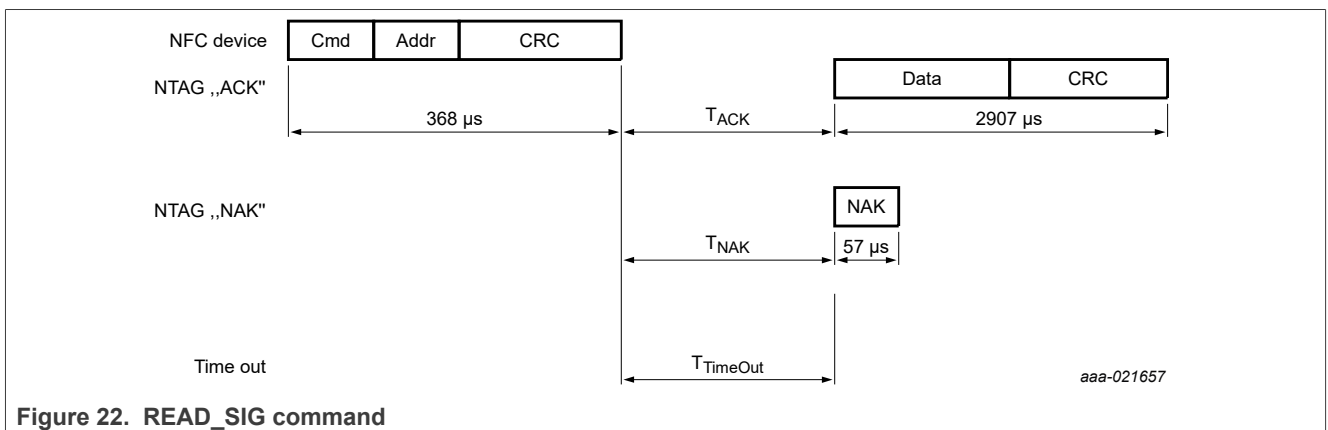 NFC device Cmd Addr CRC
NTAG ,,ACK" Data CRC
368 µs TACK 2907 µs
NTAG ,,NAK" NAK
TNAK 57 µs
Time out TTimeOut aaa-021657
Figure 22. READ_SIG command